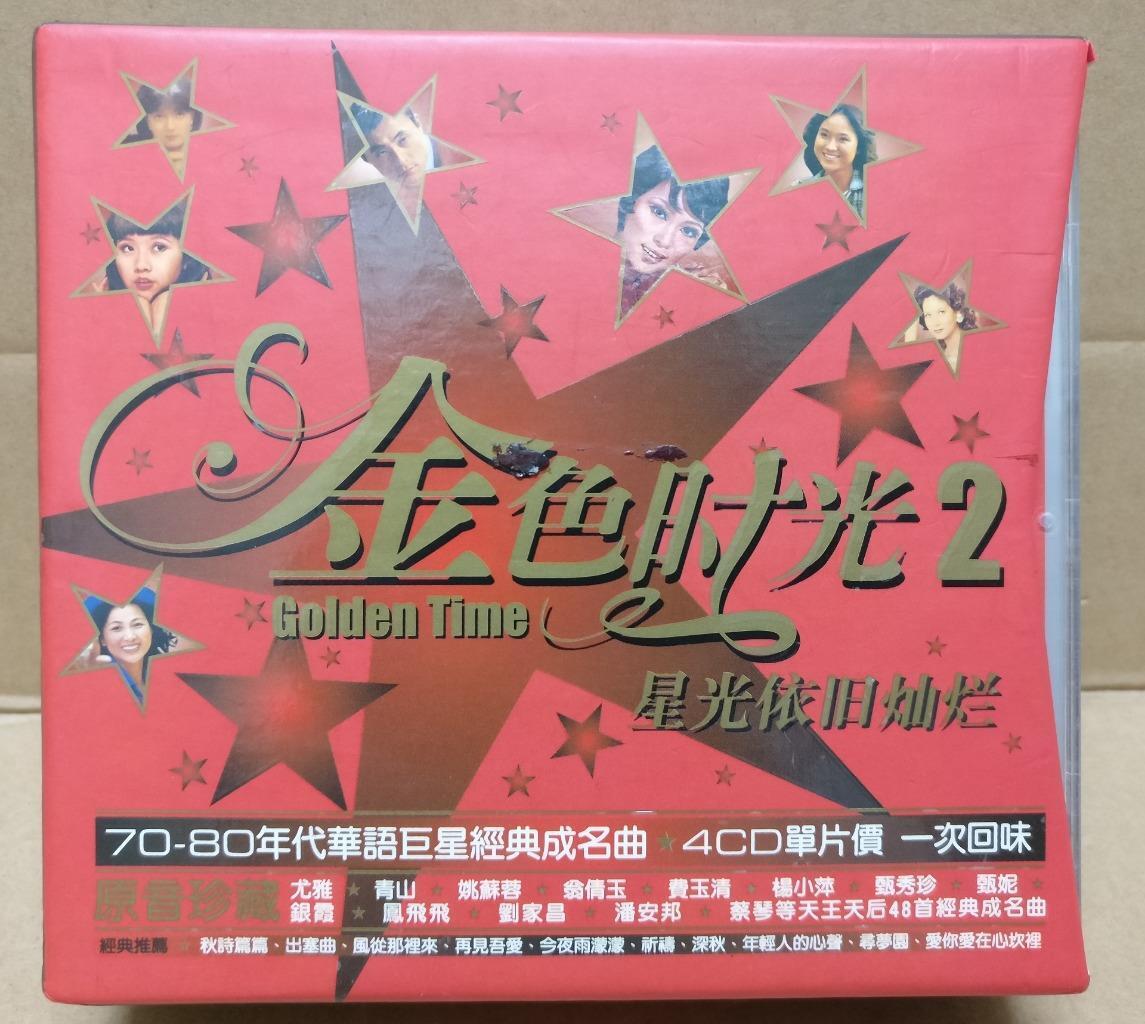 金色时光2
Golden Time
星光依旧灿烂
70-80年代華語巨星經典成名曲 ★ 4CD單片價 一次回味
原音珍藏
尤雅 ★ 青山 ★ 姚蘇蓉 ★ 翁倩玉 ★ 費玉清 ★ 楊小萍 ★ 甄秀珍 ★ 甄妮 ★
銀霞 ★ 鳳飛飛 ★ 劉家昌 ★ 潘安邦 ★ 蔡琴等天王天后48首經典成名曲
經典推薦 ★ 秋詩篇篇、出塞曲、風從那裡來、再見吾愛、今夜雨濛濛、祈禱、深秋、年輕人的心聲、尋夢園、愛你愛在心坎裡